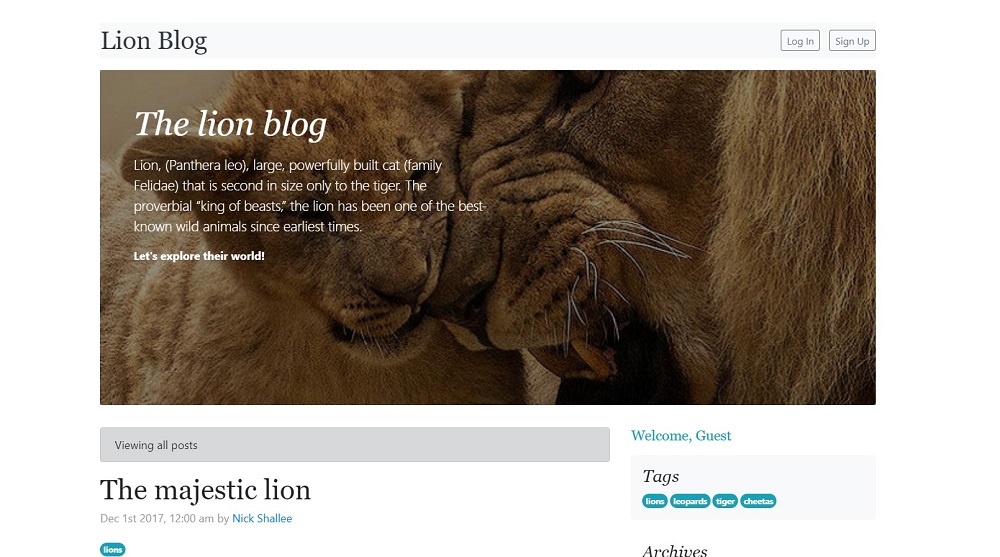 Lion Blog
Log In
Sign Up
The lion blog
Lion, (Panthera leo), large, powerfully built cat (family
Felidae) that is second in size only to the tiger. The
proverbial “king of beasts,” the lion has been one of the best-
known wild animals since earliest times.
Let's explore their world!
Viewing all posts
The majestic lion
Dec 1st 2017, 12:00 am by Nick Shallee
lions
Welcome, Guest
Tags
lions leopards tiger cheetas
Archives